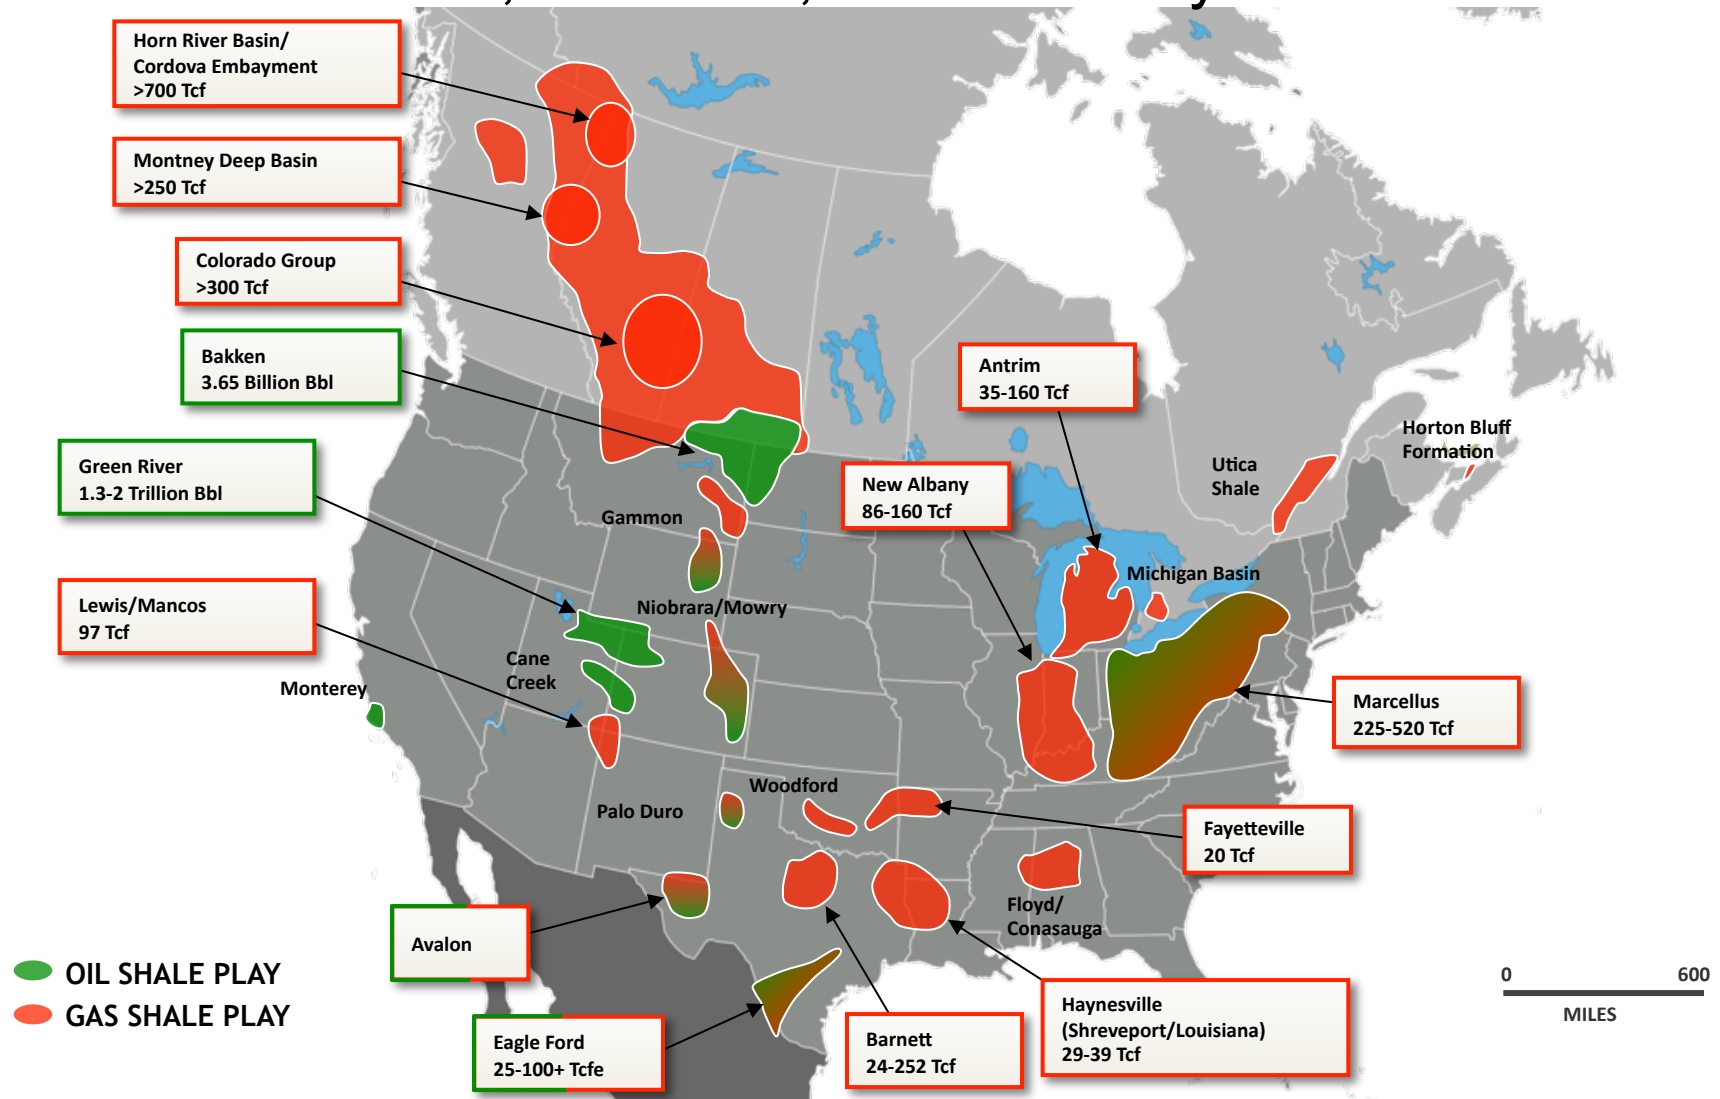 Horn River Basin/
Cordova Embayment
>700 Tcf
Montney Deep Basin
>250 Tcf
Colorado Group
>300 Tcf
Bakken
3.65 Billion Bbl
Green River
1.3-2 Trillion Bbl
Lewis/Mancos
97 Tcf
Monterey
Cane
Creek
Gammon
Niobrara/Mowry
Palo Duro
Woodford
Antrim
35-160 Tcf
New Albany
86-160 Tcf
Michigan Basin
Utica
Shale
Horton Bluff
Formation
Marcellus
225-520 Tcf
Fayetteville
20 Tcf
Floyd/
Conasauga
Haynesville
(Shreveport/Louisiana)
29-39 Tcf
Barnett
24-252 Tcf
Avalon
Eagle Ford
25-100+ Tcfe
OIL SHALE PLAY
GAS SHALE PLAY
0 600
MILES